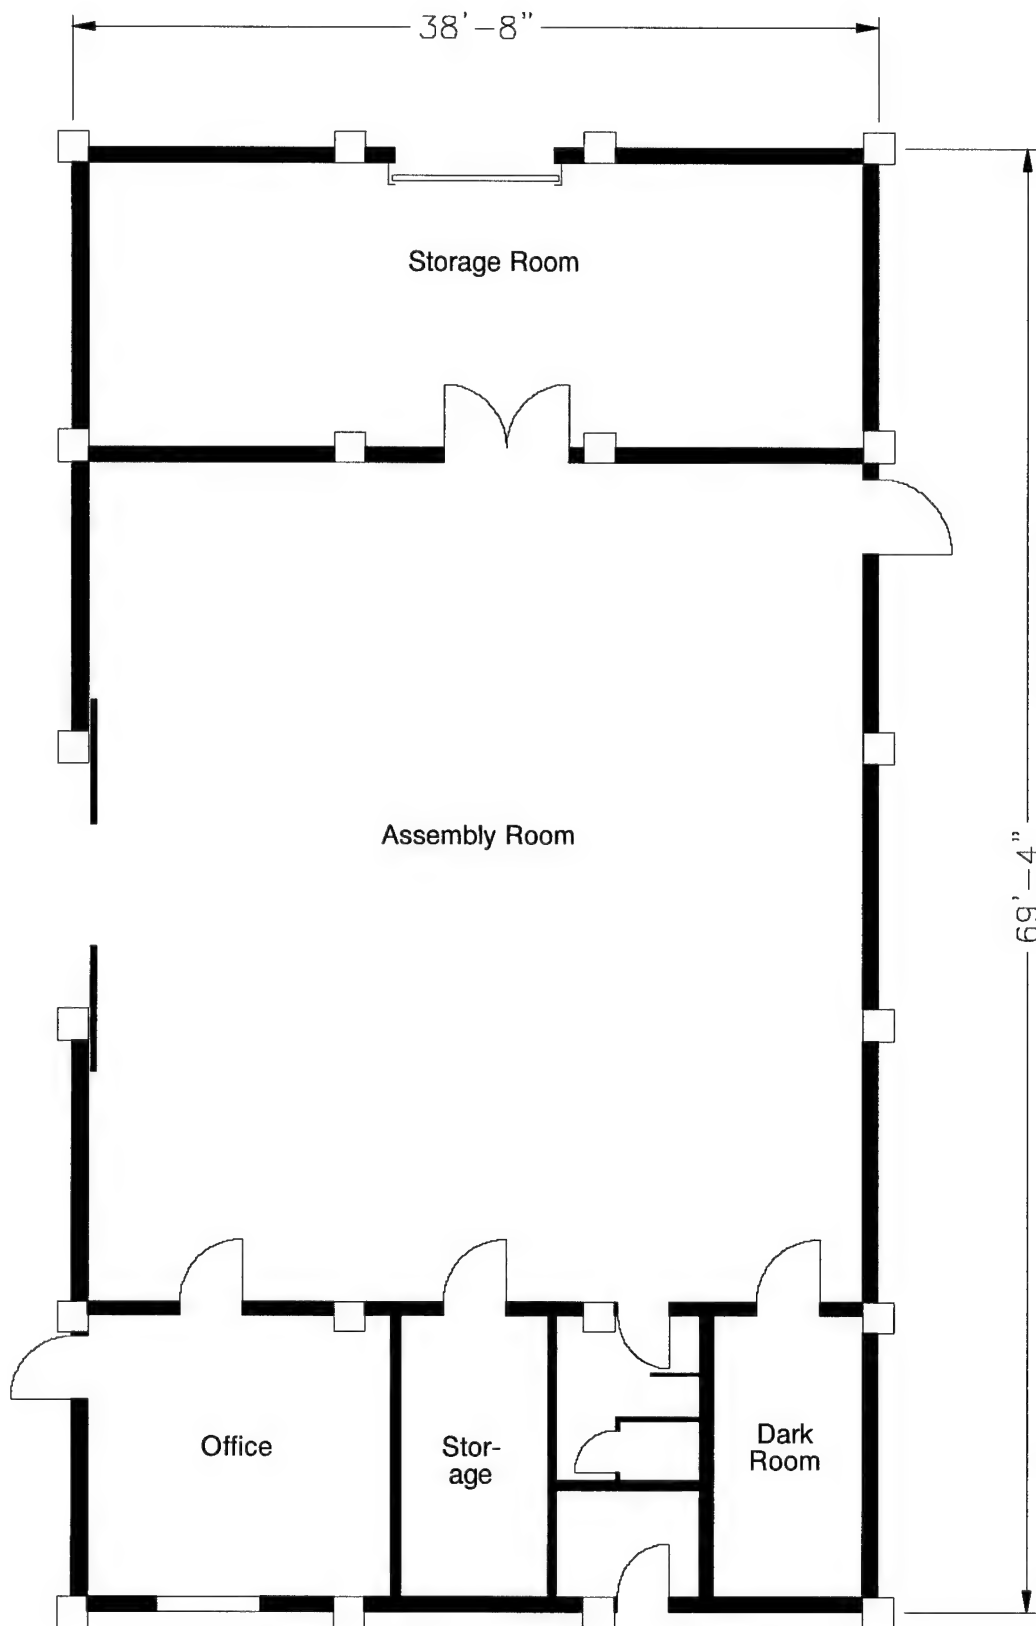 38'-8"
Storage Room
Assembly Room
69'-4"
Office
Stor-
age
Dark
Room